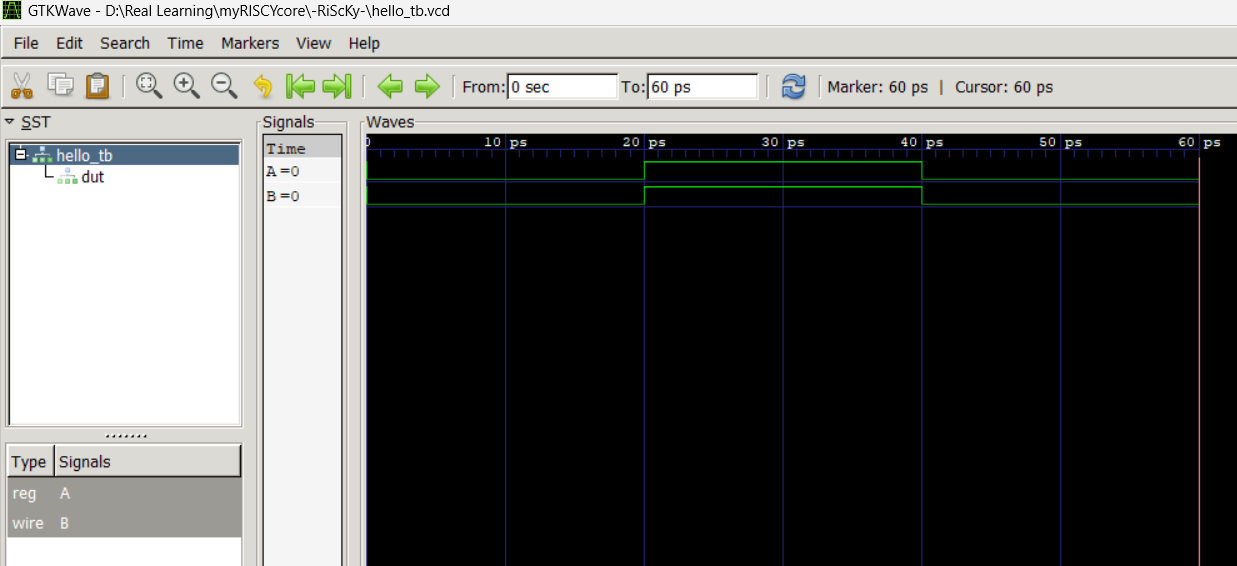 GTKWave - D:\Real Learning\myRISCYcore\-RiScKy-\hello_tb.vcd
File Edit Search Time Markers View Help
From: 0 sec To: 60 ps Marker: 60 ps | Cursor: 60 ps
SST
hello_tb
dut
Type Signals
reg A
wire B
Signals
Time
A=0
B=0
Waves
0 10 ps 20 ps 30 ps 40 ps 50 ps 60 ps